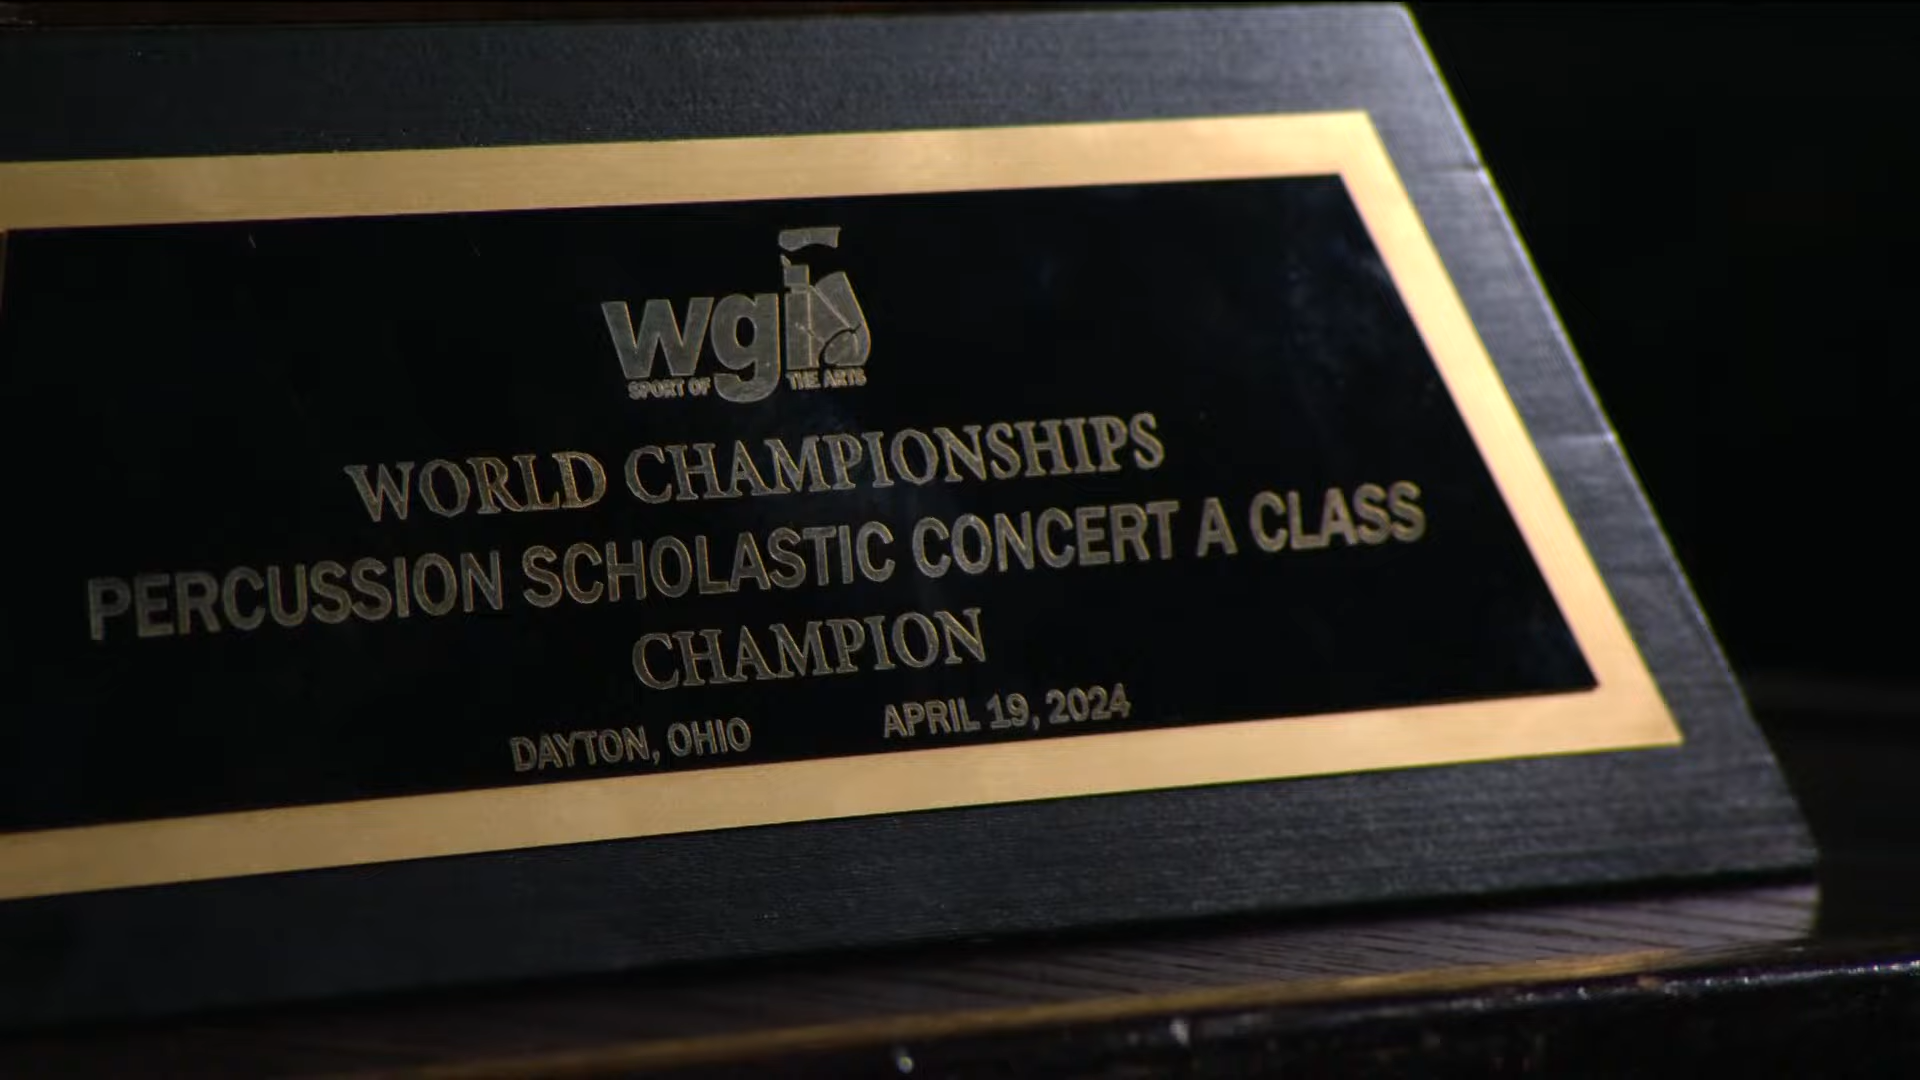 wgi
SPORT OF THE ARTS
WORLD CHAMPIONSHIPS
PERCUSSION SCHOLASTIC CONCERT A CLASS
CHAMPION
DAYTON, OHIO APRIL 19, 2024